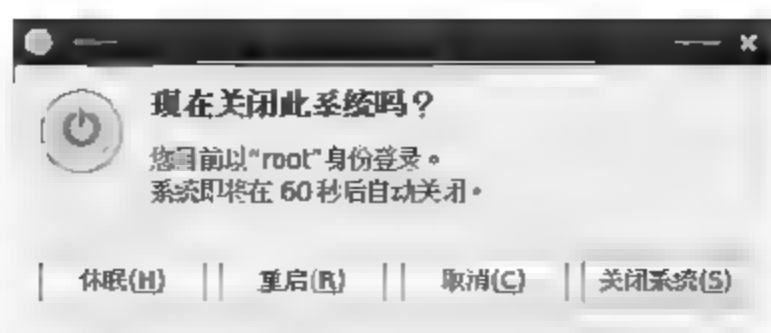 现在关闭此系统吗？
您目前以“root”身份登录。
系统即将在 60 秒后自动关闭。
休眠(H) 重启(R) 取消(C) 关闭系统(S)